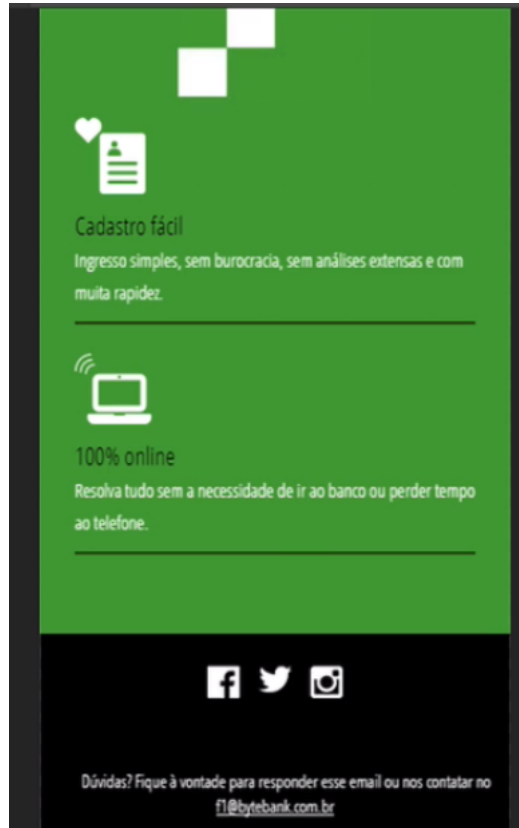 Cadastro fácil
Ingresso simples, sem burocracia, sem análises extensas e com
muita rapidez.
100% online
Resolva tudo sem a necessidade de ir ao banco ou perder tempo
ao telefone.
Dúvidas? Fique à vontade para responder esse email ou nos contatar no
f1@bytebank.com.br